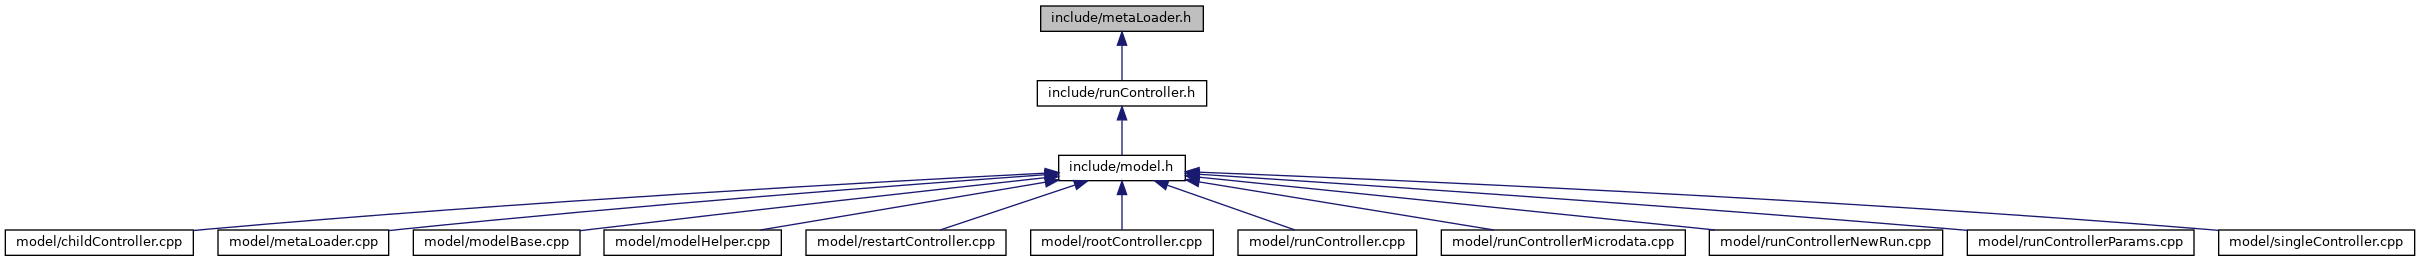 include/metaLoader.h
include/runController.h
include/model.h
model/childController.cpp
model/metaLoader.cpp
model/modelBase.cpp
model/modelHelper.cpp
model/restartController.cpp
model/rootController.cpp
model/runController.cpp
model/runControllerMicrodata.cpp
model/runControllerNewRun.cpp
model/runControllerParams.cpp
model/singleController.cpp